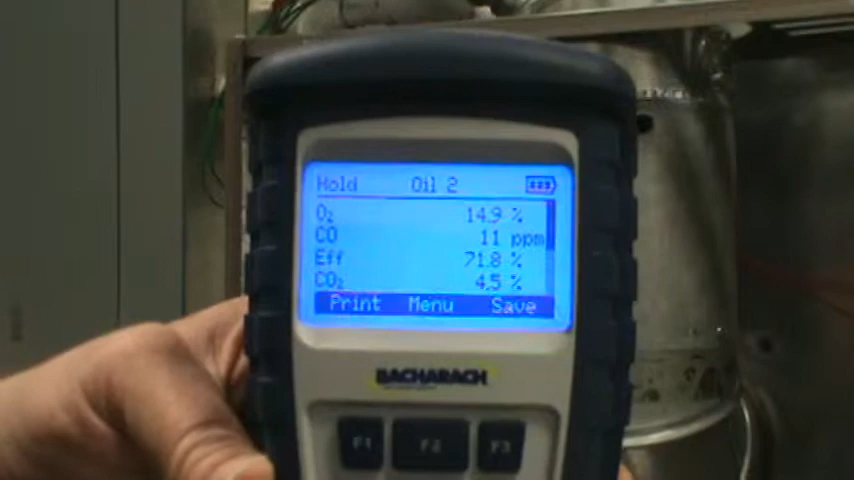 Hold Oil 2
O₂ 14.9 %
CO 11 ppm
Eff 71.8 %
CO₂ 4.5 %
Print Menu Save
BACHARACH
F1 F2 F3